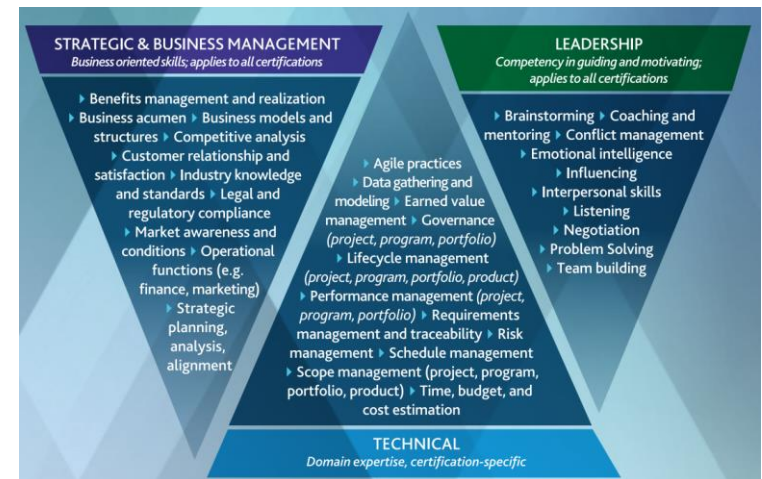 STRATEGIC & BUSINESS MANAGEMENT
Business oriented skills; applies to all certifications
‣ Benefits management and realization
‣ Business acumen ‣ Business models and
structures ‣ Competitive analysis
‣ Customer relationship and
satisfaction ‣ Industry knowledge
and standards ‣ Legal and
regulatory compliance
‣ Market awareness and
conditions ‣ Operational
functions (e.g.
finance, marketing)
‣ Strategic
planning,
analysis,
alignment
‣ Agile practices
‣ Data gathering and
modeling ‣ Earned value
management ‣ Governance
(project, program, portfolio)
‣ Lifecycle management
(project, program, portfolio, product)
‣ Performance management (project,
program, portfolio) ‣ Requirements
management and traceability ‣ Risk
management ‣ Schedule management
‣ Scope management (project, program,
portfolio, product) ‣ Time, budget, and
cost estimation
TECHNICAL
Domain expertise, certification-specific
LEADERSHIP
Competency in guiding and motivating;
applies to all certifications
‣ Brainstorming ‣ Coaching and
mentoring ‣ Conflict management
‣ Emotional intelligence
‣ Influencing
‣ Interpersonal skills
‣ Listening
‣ Negotiation
‣ Problem Solving
‣ Team building